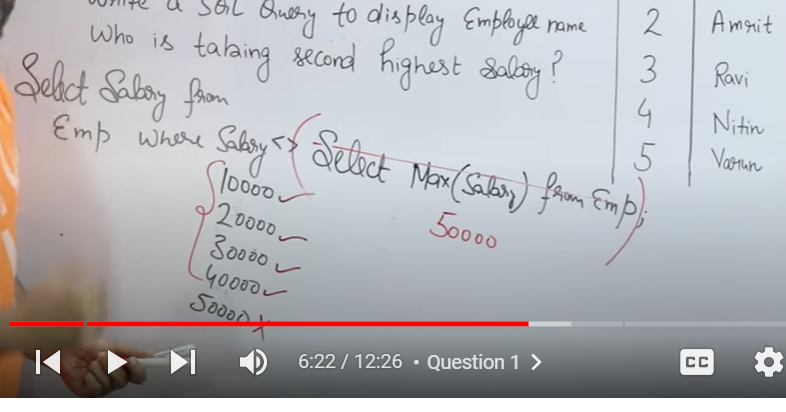 Write a SQL Query to display Employee name
Who is taking second highest salary?
Select Salary from
Emp where Salary <> (Select Max(Salary) from Emp);
10000 ✓
20000 ✓
30000 ✓
40000 ✓
50000 X
50000
2 Amrit
3 Ravi
4 Nitin
5 Varun
6:22 / 12:26 • Question 1
CC